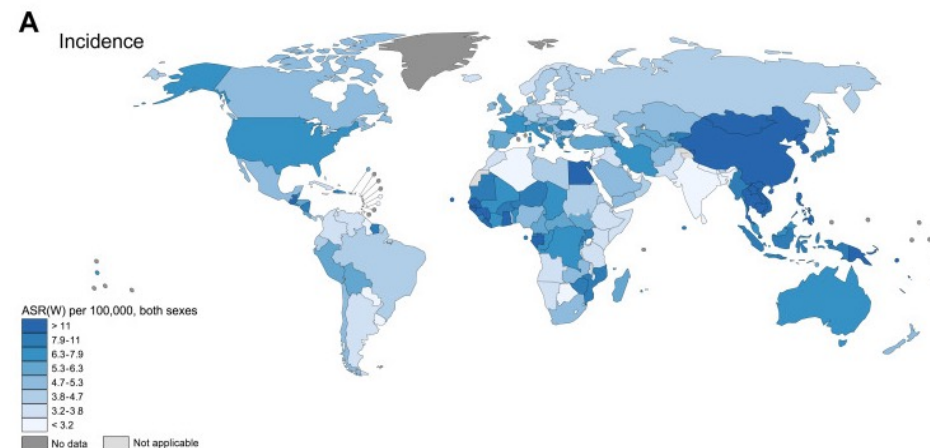 A
Incidence
ASR(W) per 100,000, both sexes
> 11
7.9-11
6.3-7.9
5.3-6.3
4.7-5.3
3.8-4.7
3.2-3.8
< 3.2
No data
Not applicable